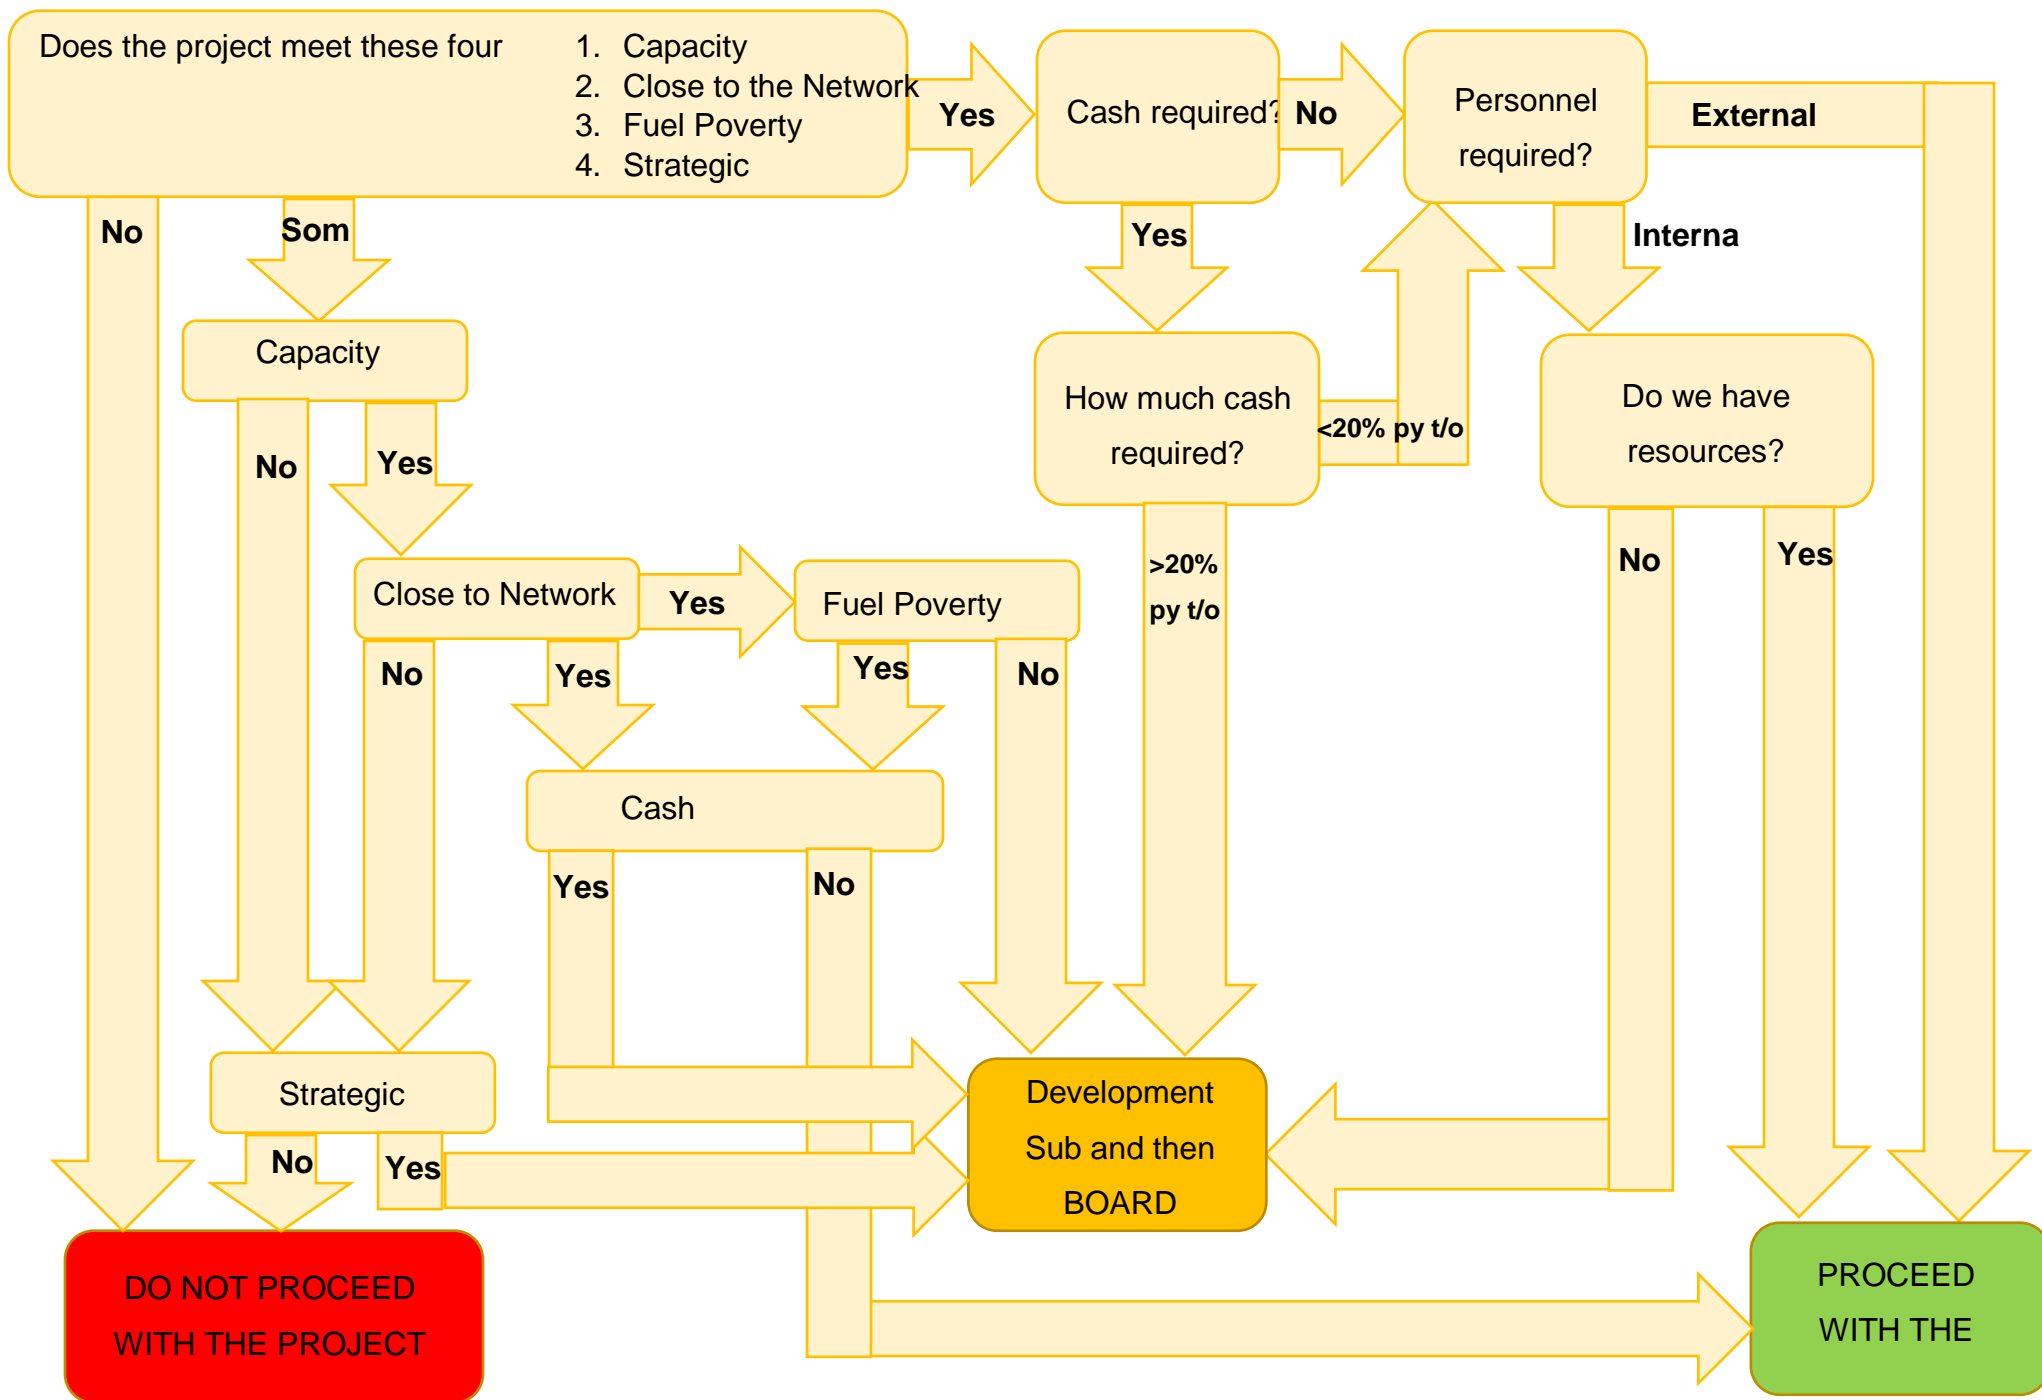 Does the project meet these four
1. Capacity
2. Close to the Network
3. Fuel Poverty
4. Strategic
Yes
Cash required?
No
Personnel
required?
External
No
Som
Yes
Interna
Capacity
How much cash
required?
<20% py t/o
Do we have
resources?
No
Yes
>20%
py t/o
No
Yes
Close to Network
Yes
Fuel Poverty
No
Yes
Yes
No
Cash
Yes
No
Strategic
No
Yes
Development
Sub and then
BOARD
DO NOT PROCEED
WITH THE PROJECT
PROCEED
WITH THE